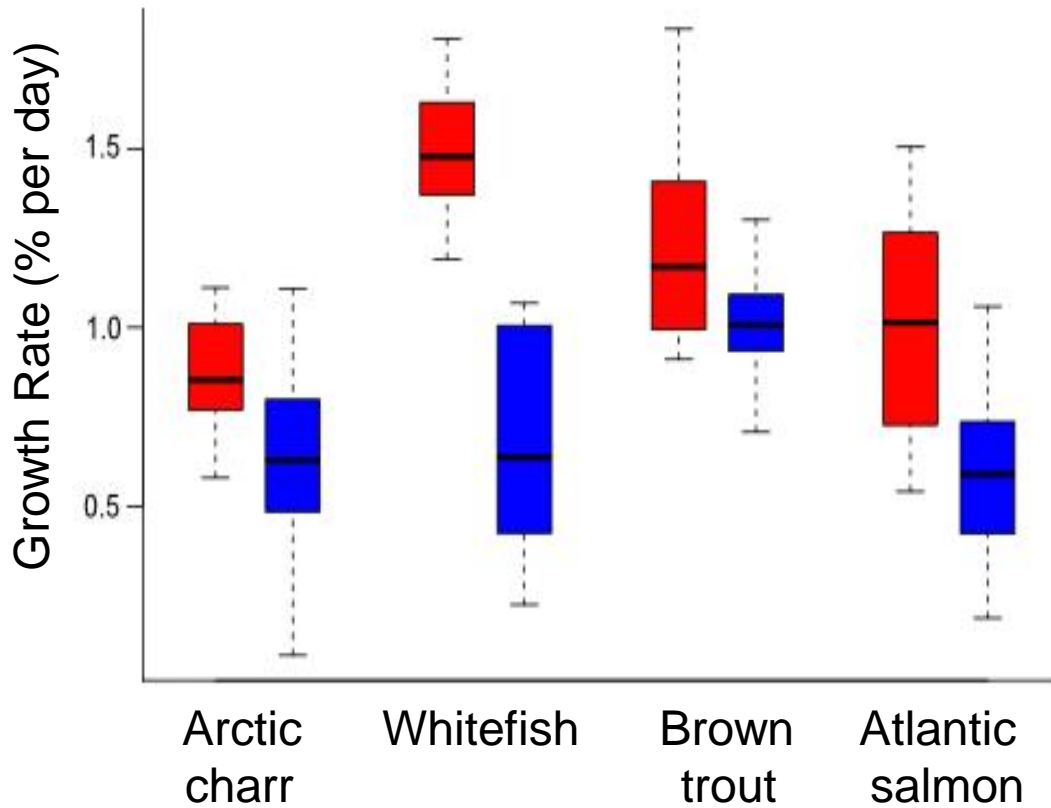 Growth Rate (% per day)
1.5
1.0
0.5
Arctic
charr
Whitefish
Brown
trout
Atlantic
salmon